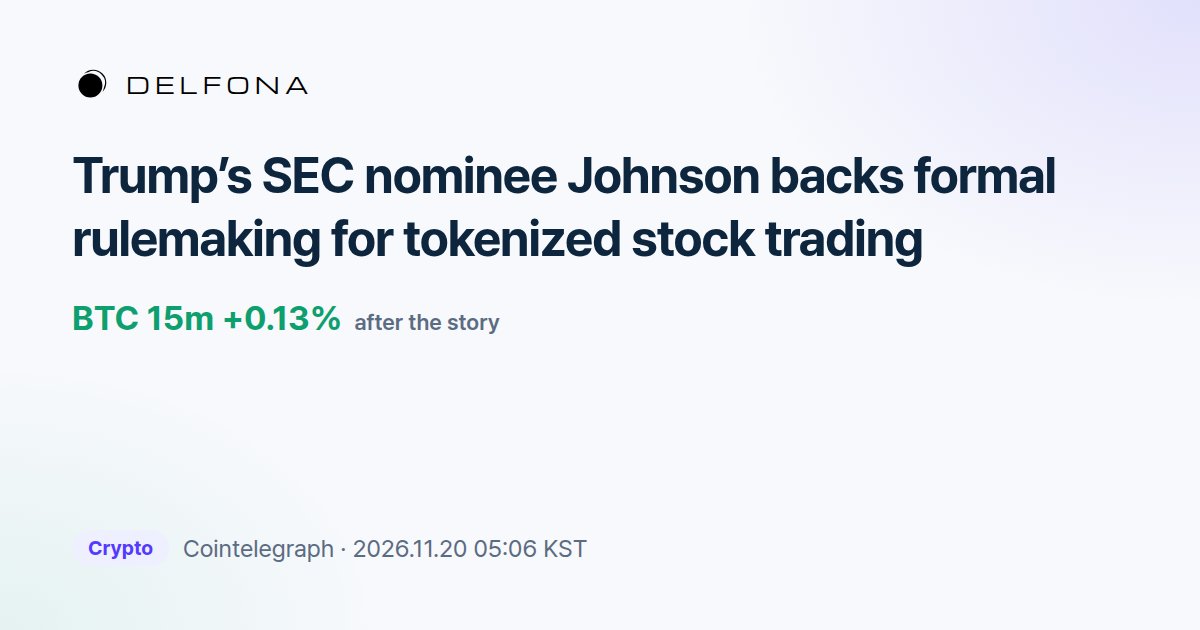 DELFONA
Trump’s SEC nominee Johnson backs formal
rulemaking for tokenized stock trading
BTC 15m +0.13% after the story
Crypto Cointelegraph · 2026.11.20 05:06 KST